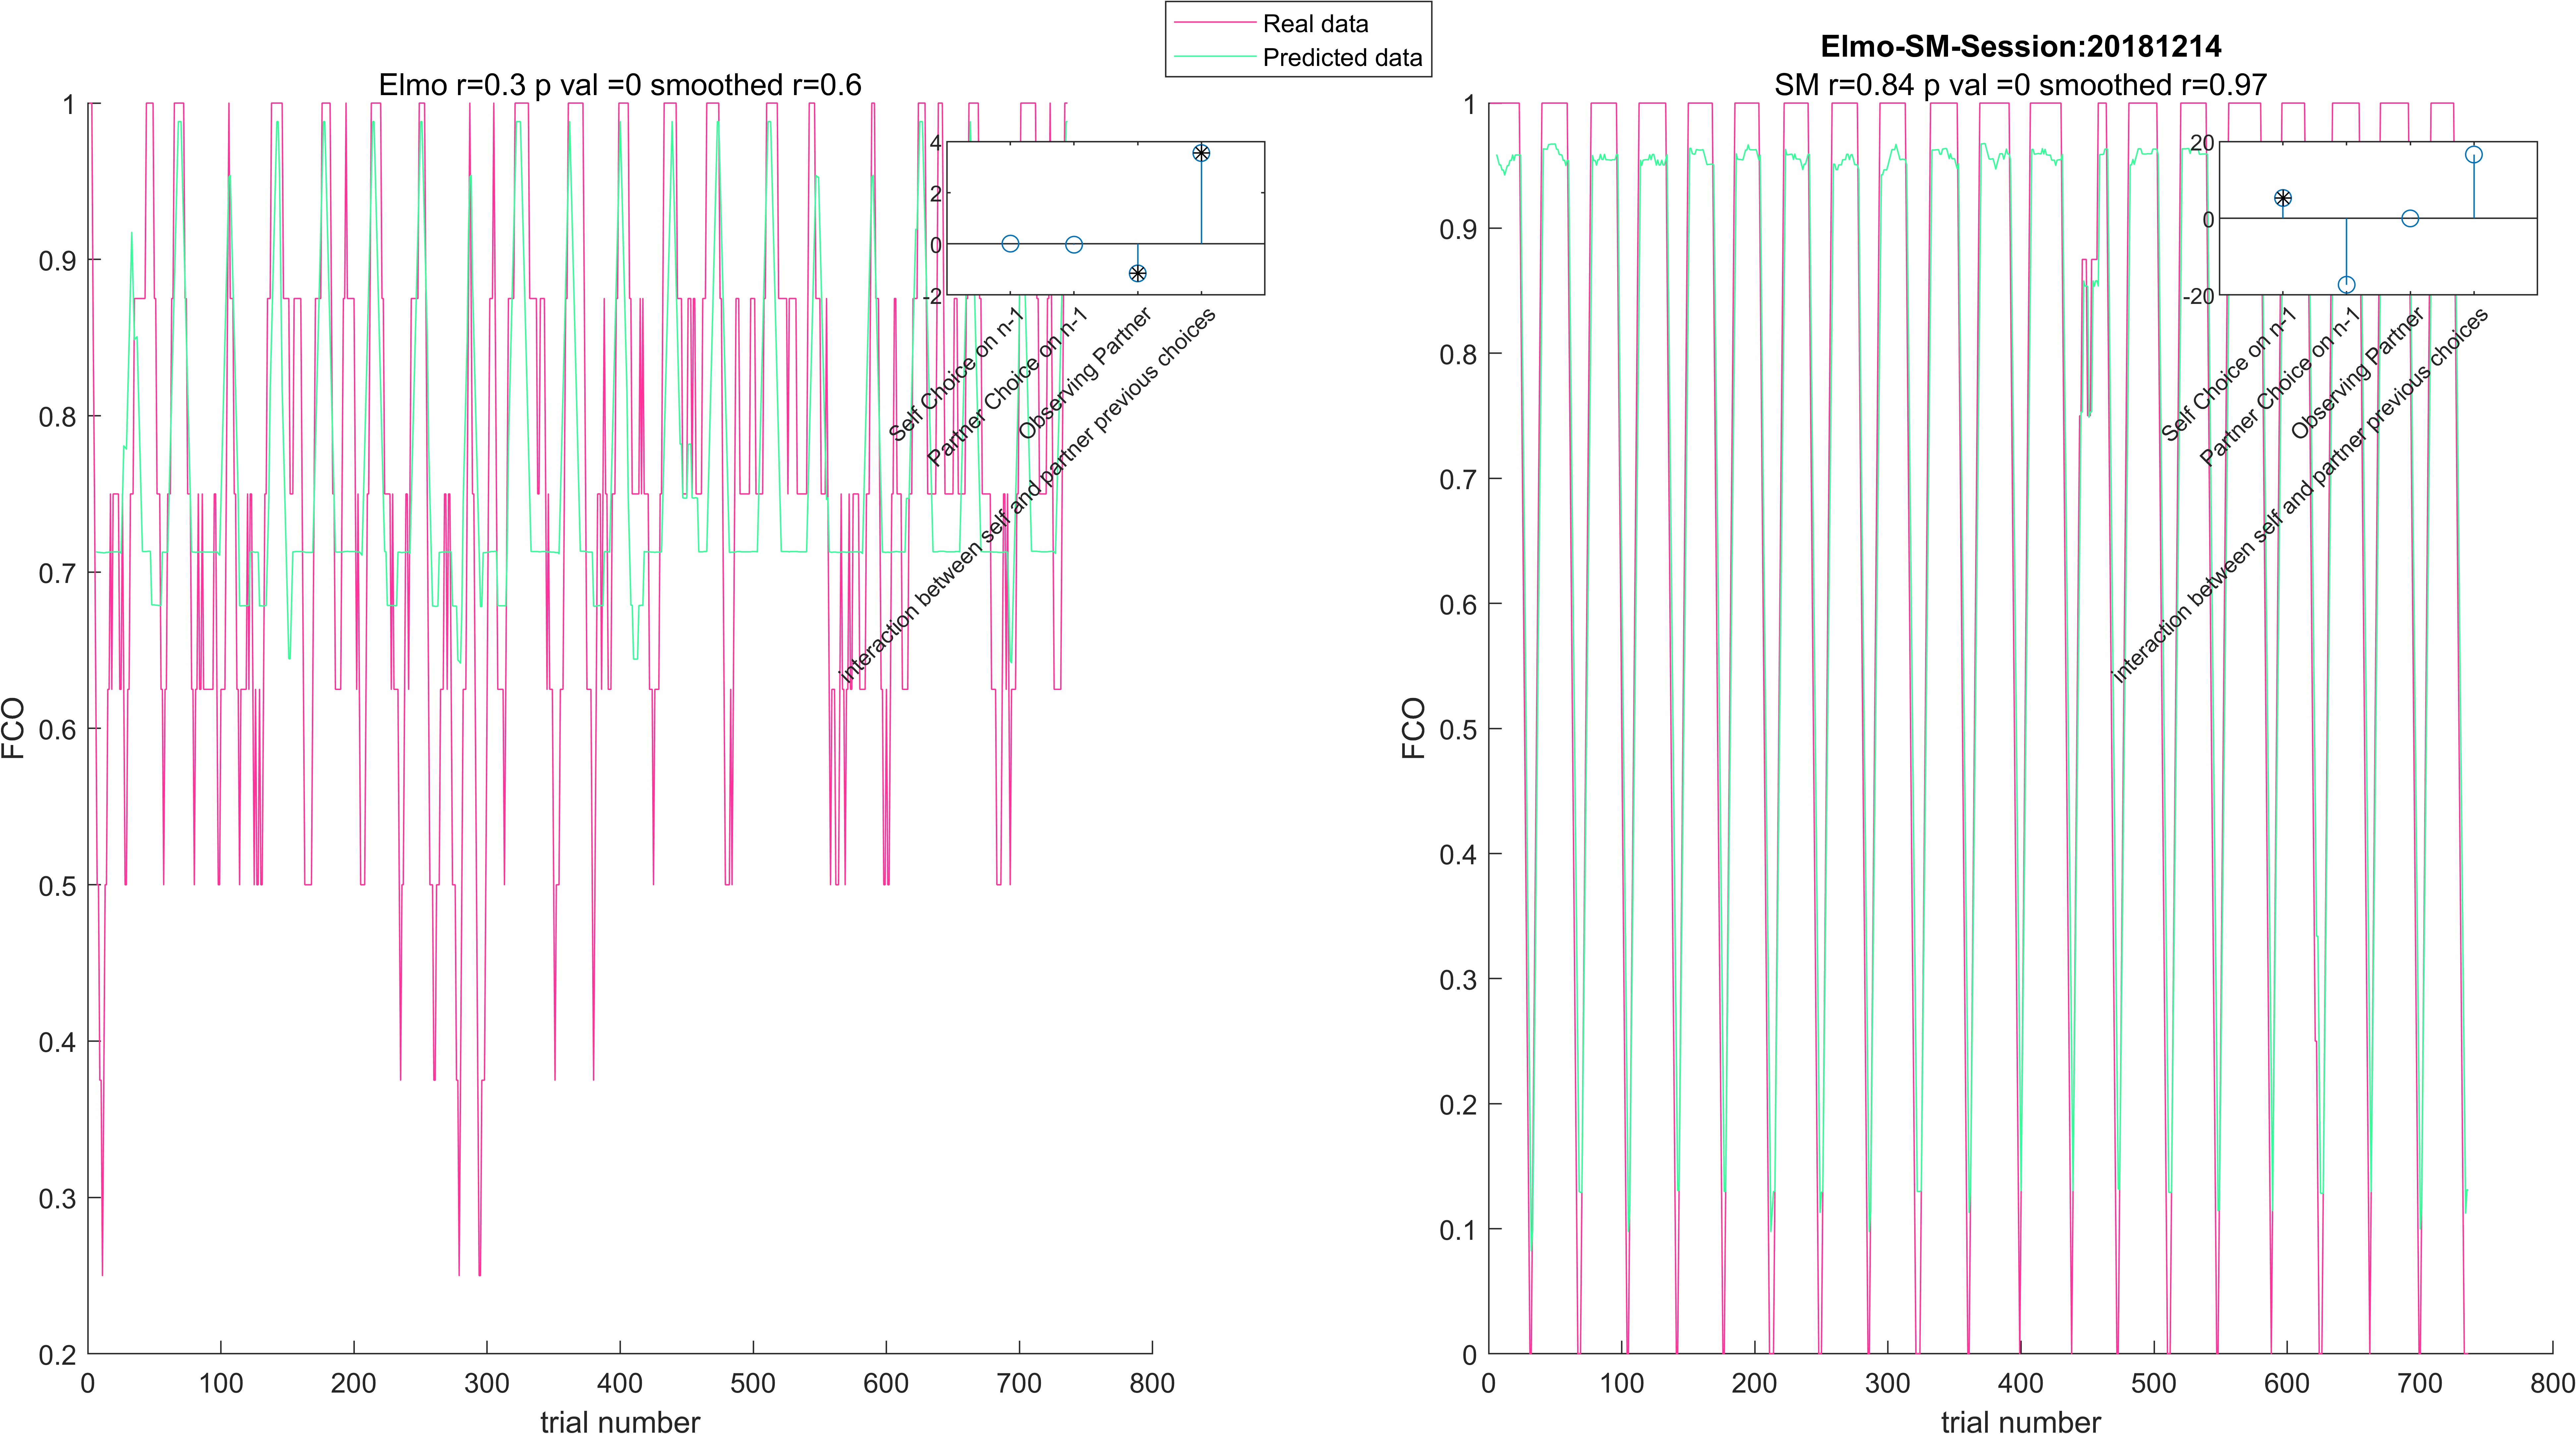 Real data
Predicted data
Elmo r=0.3 p val =0 smoothed r=0.6
1
0.9
0.8
0.7
0.6
0.5
0.4
0.3
0.2
FCO
0
100
200
300
400
500
600
700
800
trial number
4
2
0
-2
Self Choice on n-1
Partner Choice on n-1
Observing Partner
interaction between self and partner previous choices
Elmo-SM-Session:20181214
SM r=0.84 p val =0 smoothed r=0.97
1
0.9
0.8
0.7
0.6
0.5
0.4
0.3
0.2
0.1
0
FCO
0
100
200
300
400
500
600
700
800
trial number
20
0
-20
Self Choice on n-1
Partner Choice on n-1
Observing Partner
interaction between self and partner previous choices